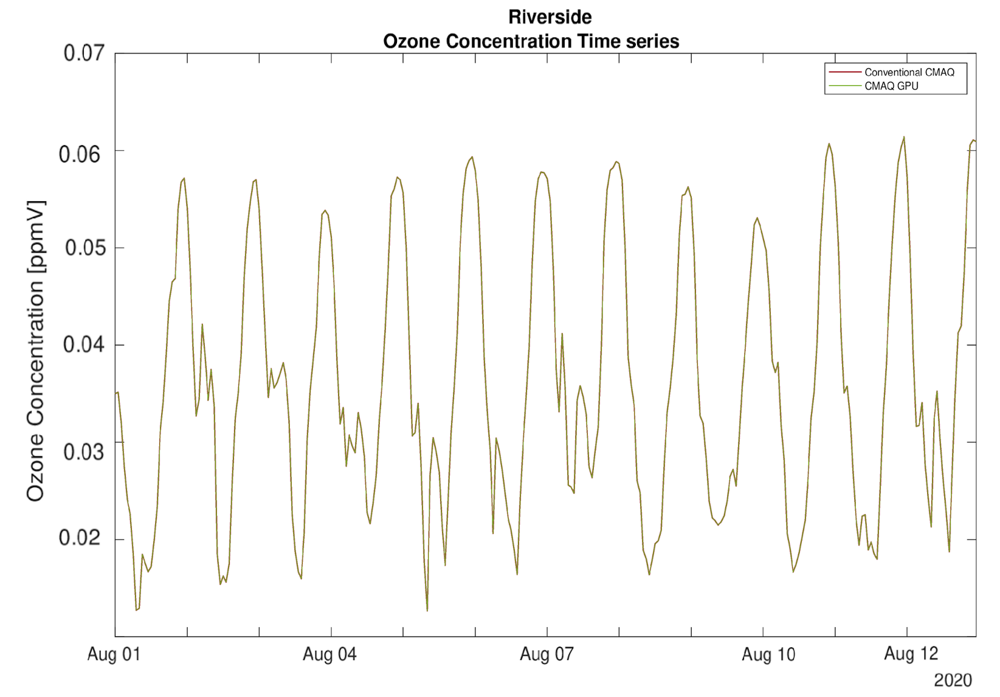 Riverside
Ozone Concentration Time series
Conventional CMAQ
CMAQ GPU
Ozone Concentration [ppmV]
0.07
0.06
0.05
0.04
0.03
0.02
Aug 01 Aug 04 Aug 07 Aug 10 Aug 12
2020